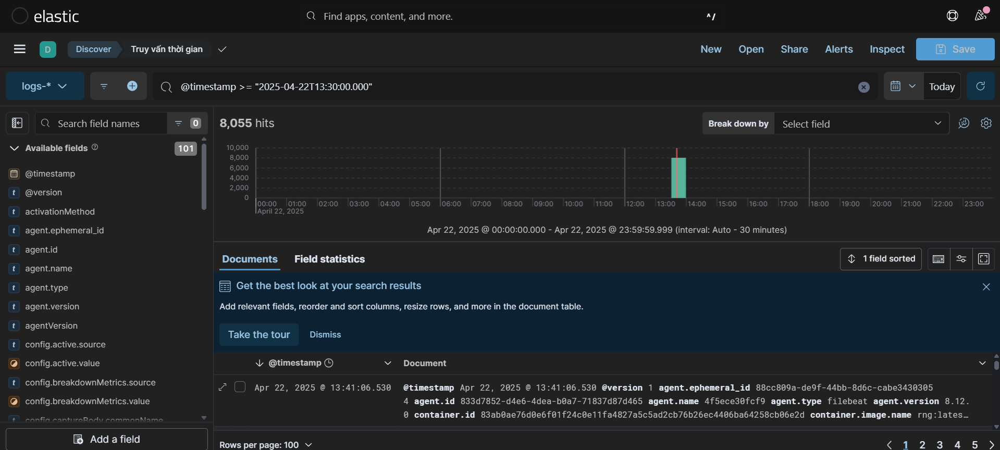 elastic
Find apps, content, and more.
^/
D
Discover
Truy vấn thời gian
New
Open
Share
Alerts
Inspect
Save
logs-*
@timestamp >= "2025-04-22T13:30:00.000"
Today
Search field names
0
Available fields
101
@timestamp
@version
activationMethod
agent.ephemeral_id
agent.id
agent.name
agent.type
agent.version
agentVersion
config.active.source
config.active.value
config.breakdownMetrics.source
config.breakdownMetrics.value
config.captureBody.commonName
Add a field
8,055 hits
Break down by
Select field
10,000
8,000
6,000
4,000
2,000
0
00:00 01:00 02:00 03:00 04:00 05:00 06:00 07:00 08:00 09:00 10:00 11:00 12:00 13:00 14:00 15:00 16:00 17:00 18:00 19:00 20:00 21:00 22:00 23:00
April 22, 2025
Apr 22, 2025 @ 00:00:00.000 - Apr 22, 2025 @ 23:59:59.999 (interval: Auto - 30 minutes)
Documents
Field statistics
1 field sorted
Get the best look at your search results
Add relevant fields, reorder and sort columns, resize rows, and more in the document table.
Take the tour
Dismiss
@timestamp
Document
Apr 22, 2025 @ 13:41:06.530
@timestamp Apr 22, 2025 @ 13:41:06.530 @version 1 agent.ephemeral_id 88cc809a-de9f-44bb-8d6c-cabe3430305
4 agent.id 833d7852-d4e6-4dea-b0a7-71837d87d465 agent.name 4f5ece30fcf9 agent.type filebeat agent.version 8.12.
0 container.id 83ab0ae76d0e6f01f24c0e11fa4827a5c5ad2cb76b26ec4406ba64258cb06e2d container.image.name rng:lates…
Rows per page: 100
1 2 3 4 5